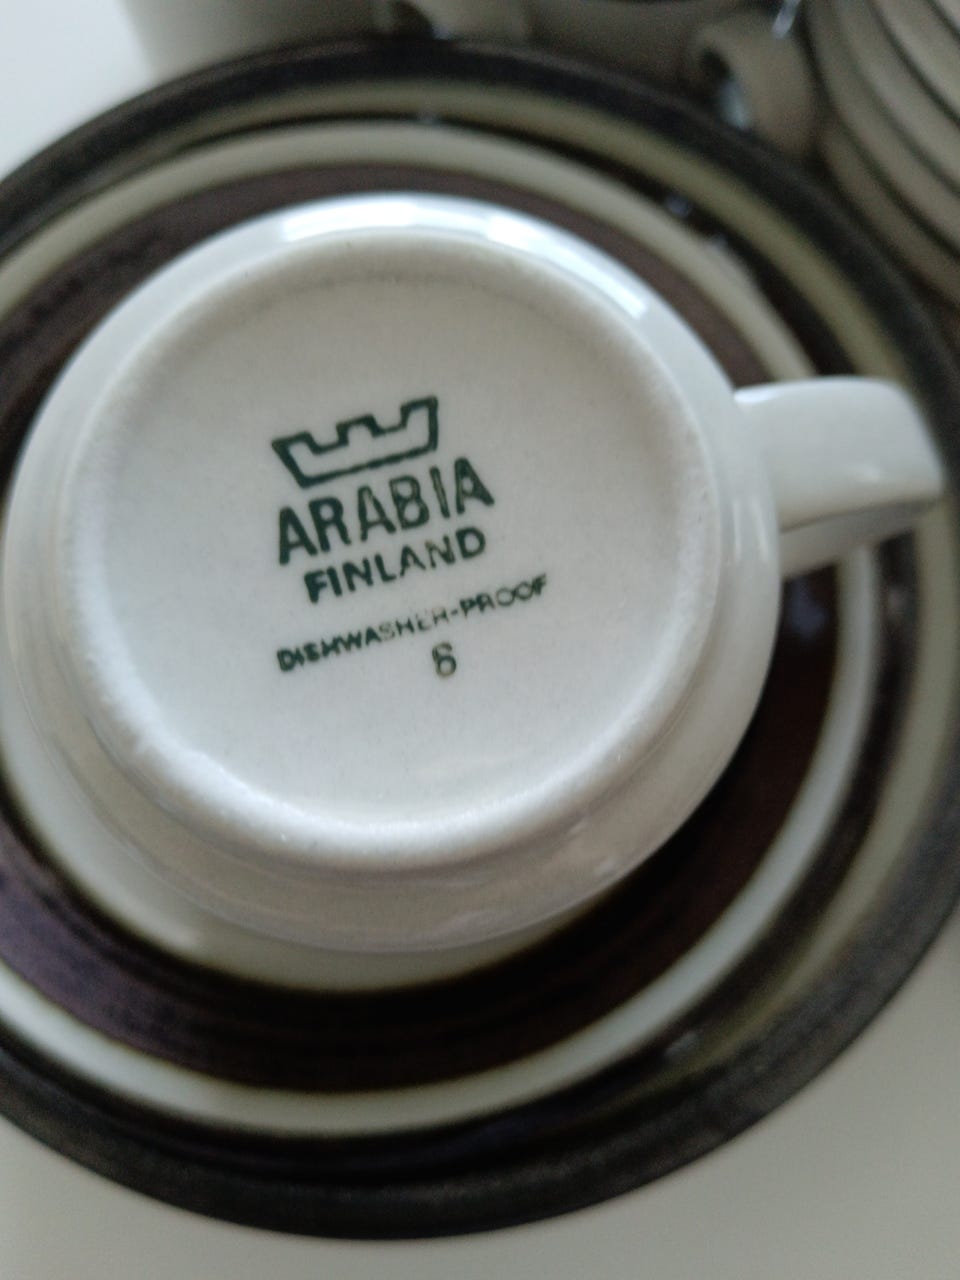 ARABIA
FINLAND
DISHWASHER-PROOF
6